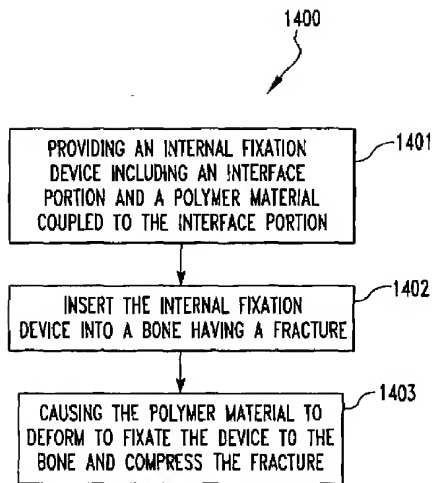 1400
PROVIDING AN INTERNAL FIXATION
DEVICE INCLUDING AN INTERFACE
PORTION AND A POLYMER MATERIAL
COUPLED TO THE INTERFACE PORTION
1401
INSERT THE INTERNAL FIXATION
DEVICE INTO A BONE HAVING A FRACTURE
1402
CAUSING THE POLYMER MATERIAL TO
DEFORM TO FIXATE THE DEVICE TO THE
BONE AND COMPRESS THE FRACTURE
1403